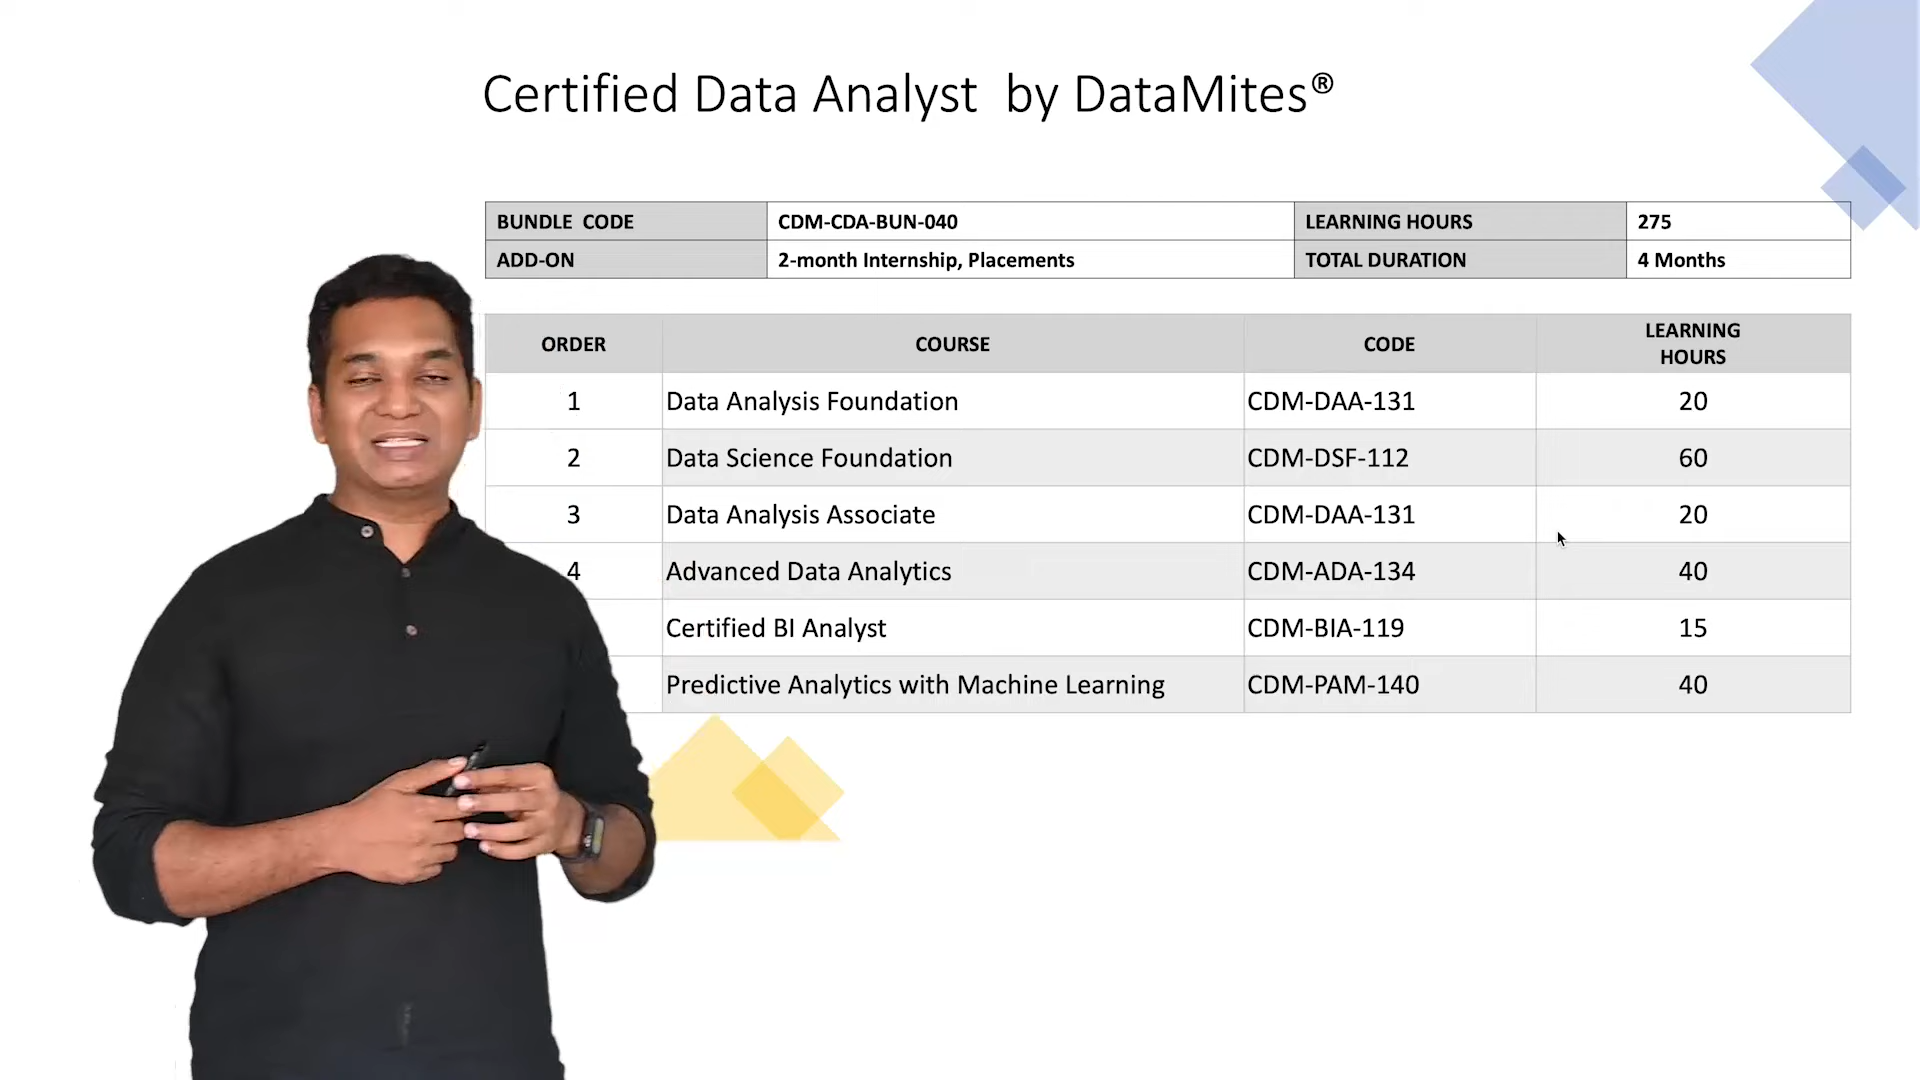 Certified Data Analyst by DataMites®
BUNDLE CODE CDM-CDA-BUN-040 LEARNING HOURS 275
ADD-ON 2-month Internship, Placements TOTAL DURATION 4 Months
ORDER COURSE CODE LEARNING HOURS
1 Data Analysis Foundation CDM-DAA-131 20
2 Data Science Foundation CDM-DSF-112 60
3 Data Analysis Associate CDM-DAA-131 20
4 Advanced Data Analytics CDM-ADA-134 40
Certified BI Analyst CDM-BIA-119 15
Predictive Analytics with Machine Learning CDM-PAM-140 40